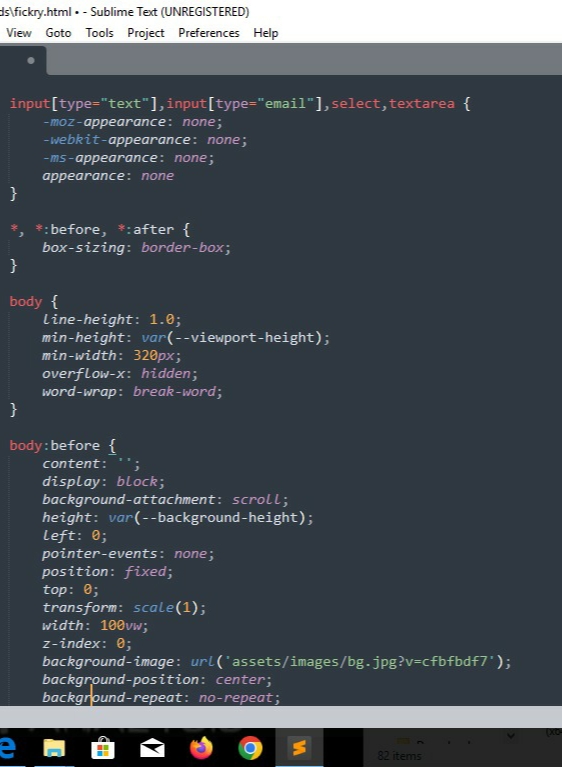 ds\fickry.html • - Sublime Text (UNREGISTERED)
View Goto Tools Project Preferences Help
input[type="text"],input[type="email"],select,textarea {
-moz-appearance: none;
-webkit-appearance: none;
-ms-appearance: none;
appearance: none
}
*, *:before, *:after {
box-sizing: border-box;
}
body {
line-height: 1.0;
min-height: var(--viewport-height);
min-width: 320px;
overflow-x: hidden;
word-wrap: break-word;
}
body:before {
content: '';
display: block;
background-attachment: scroll;
height: var(--background-height);
left: 0;
pointer-events: none;
position: fixed;
top: 0;
transform: scale(1);
width: 100vw;
z-index: 0;
background-image: url('assets/images/bg.jpg?v=cfbfbdf7');
background-position: center;
background-repeat: no-repeat;
82 items